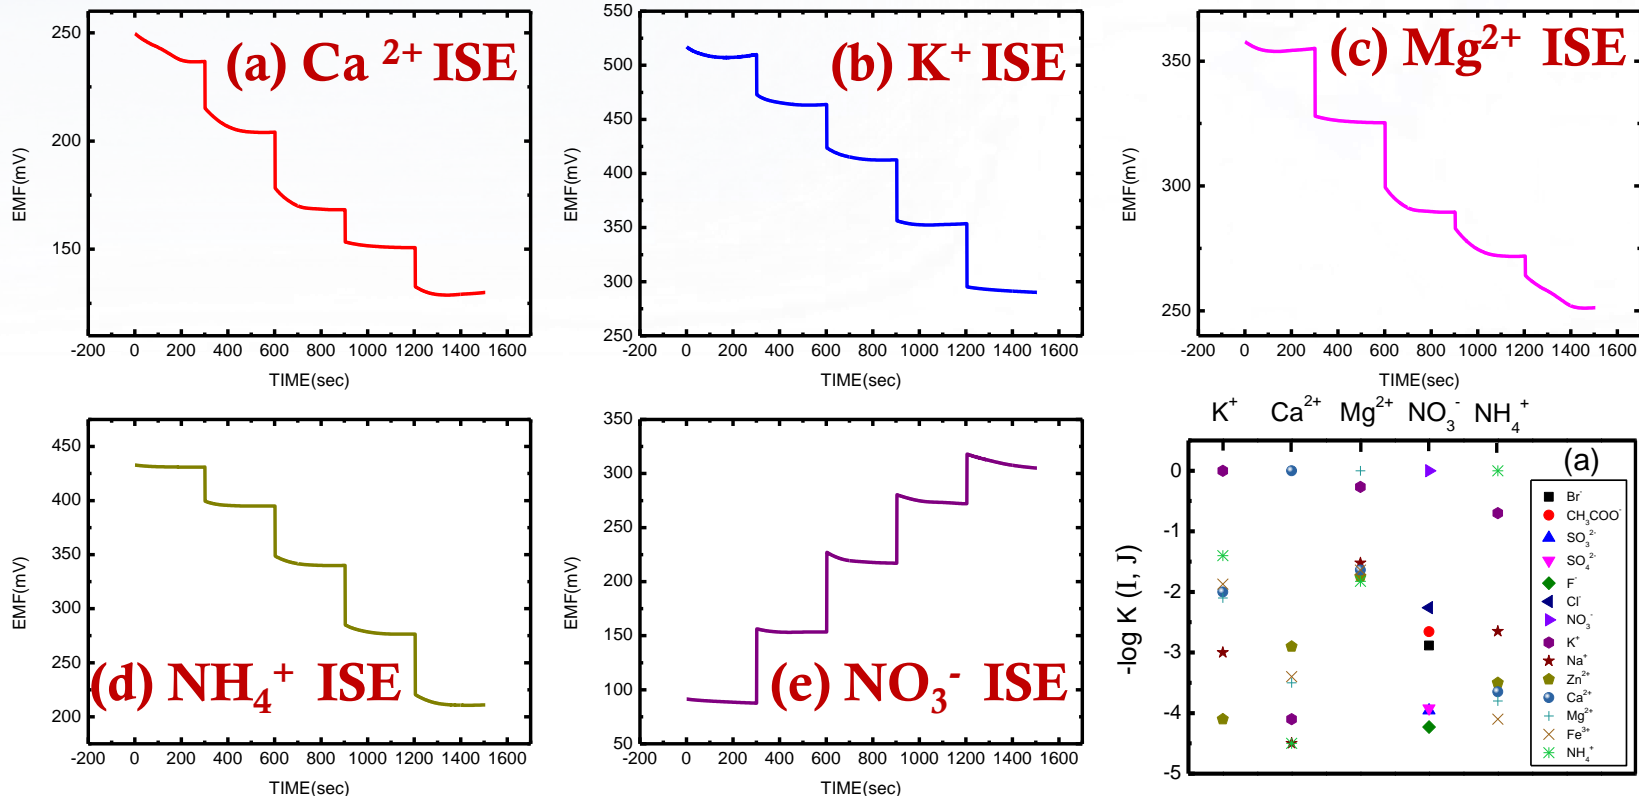 (a) Ca 2+ ISE
EMF(mV)
250
200
150
-200 0 200 400 600 800 1000 1200 1400 1600
TIME(sec)
(b) K+ ISE
EMF(mV)
550
500
450
400
350
300
250
-200 0 200 400 600 800 1000 1200 1400 1600
TIME(sec)
(c) Mg2+ ISE
EMF(mV)
350
300
250
-200 0 200 400 600 800 1000 1200 1400 1600
TIME(sec)
(d) NH4+ ISE
EMF(mV)
450
400
350
300
250
200
-200 0 200 400 600 800 1000 1200 1400 1600
TIME(sec)
(e) NO3- ISE
EMF(mV)
350
300
250
200
150
100
50
-200 0 200 400 600 800 1000 1200 1400 1600
TIME(sec)
K+ Ca2+ Mg2+ NO3- NH4+
(a)
-log K (I, J)
0
-1
-2
-3
-4
-5
Br-
CH3COO-
SO32-
SO42-
F-
Cl-
NO3-
K+
Na+
Zn2+
Ca2+
Mg2+
Fe3+
NH4+